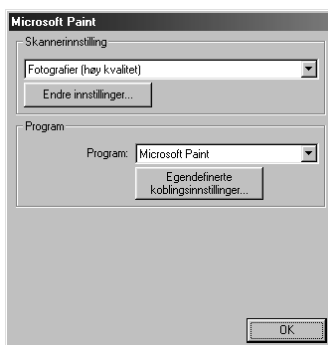 Microsoft Paint
Skannerinnstilling
Fotografier (høy kvalitet)
Endre innstillinger...
Program
Program: Microsoft Paint
Egendefinerte
koblingsinnstillinger...
OK